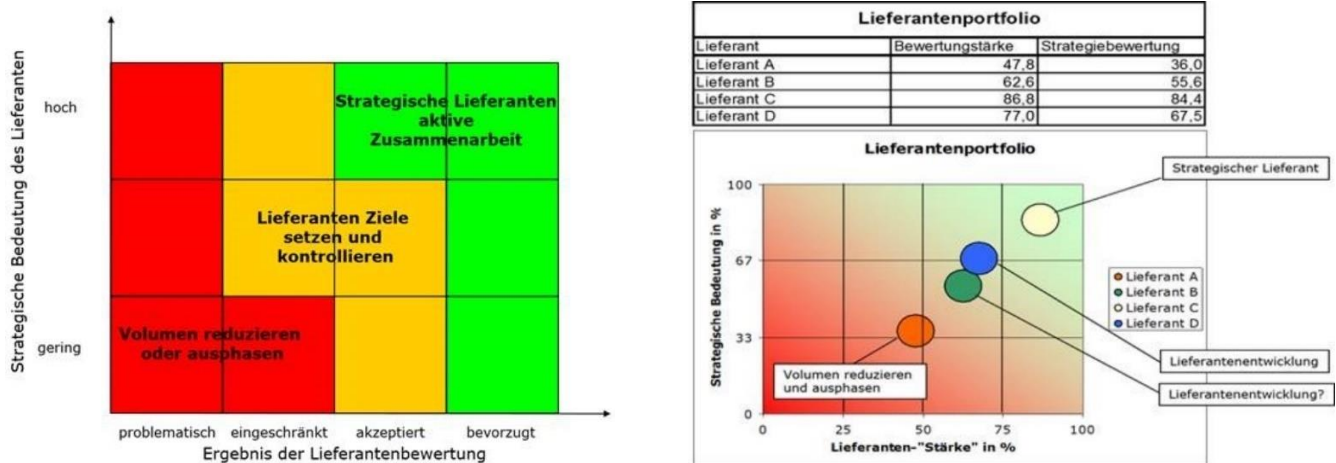 Strategische Bedeutung des Lieferanten
hoch
gering
Strategische Lieferanten
aktive
Zusammenarbeit
Lieferanten Ziele
setzen und
kontrollieren
Volumen reduzieren
oder ausphasen
problematisch eingeschränkt akzeptiert bevorzugt
Ergebnis der Lieferantenbewertung
Lieferantenportfolio
Lieferant Bewertungstärke Strategiebewertung
Lieferant A 47,8 36,0
Lieferant B 62,6 55,6
Lieferant C 86,8 84,4
Lieferant D 77,0 67,5
Lieferantenportfolio
Strategischer Lieferant
Strategische Bedeutung in %
100
67
33
0
Lieferant A
Lieferant B
Lieferant C
Lieferant D
Volumen reduzieren
und ausphasen
Lieferantenentwicklung
Lieferantenentwicklung?
0 25 50 75 100
Lieferanten-"Stärke" in %